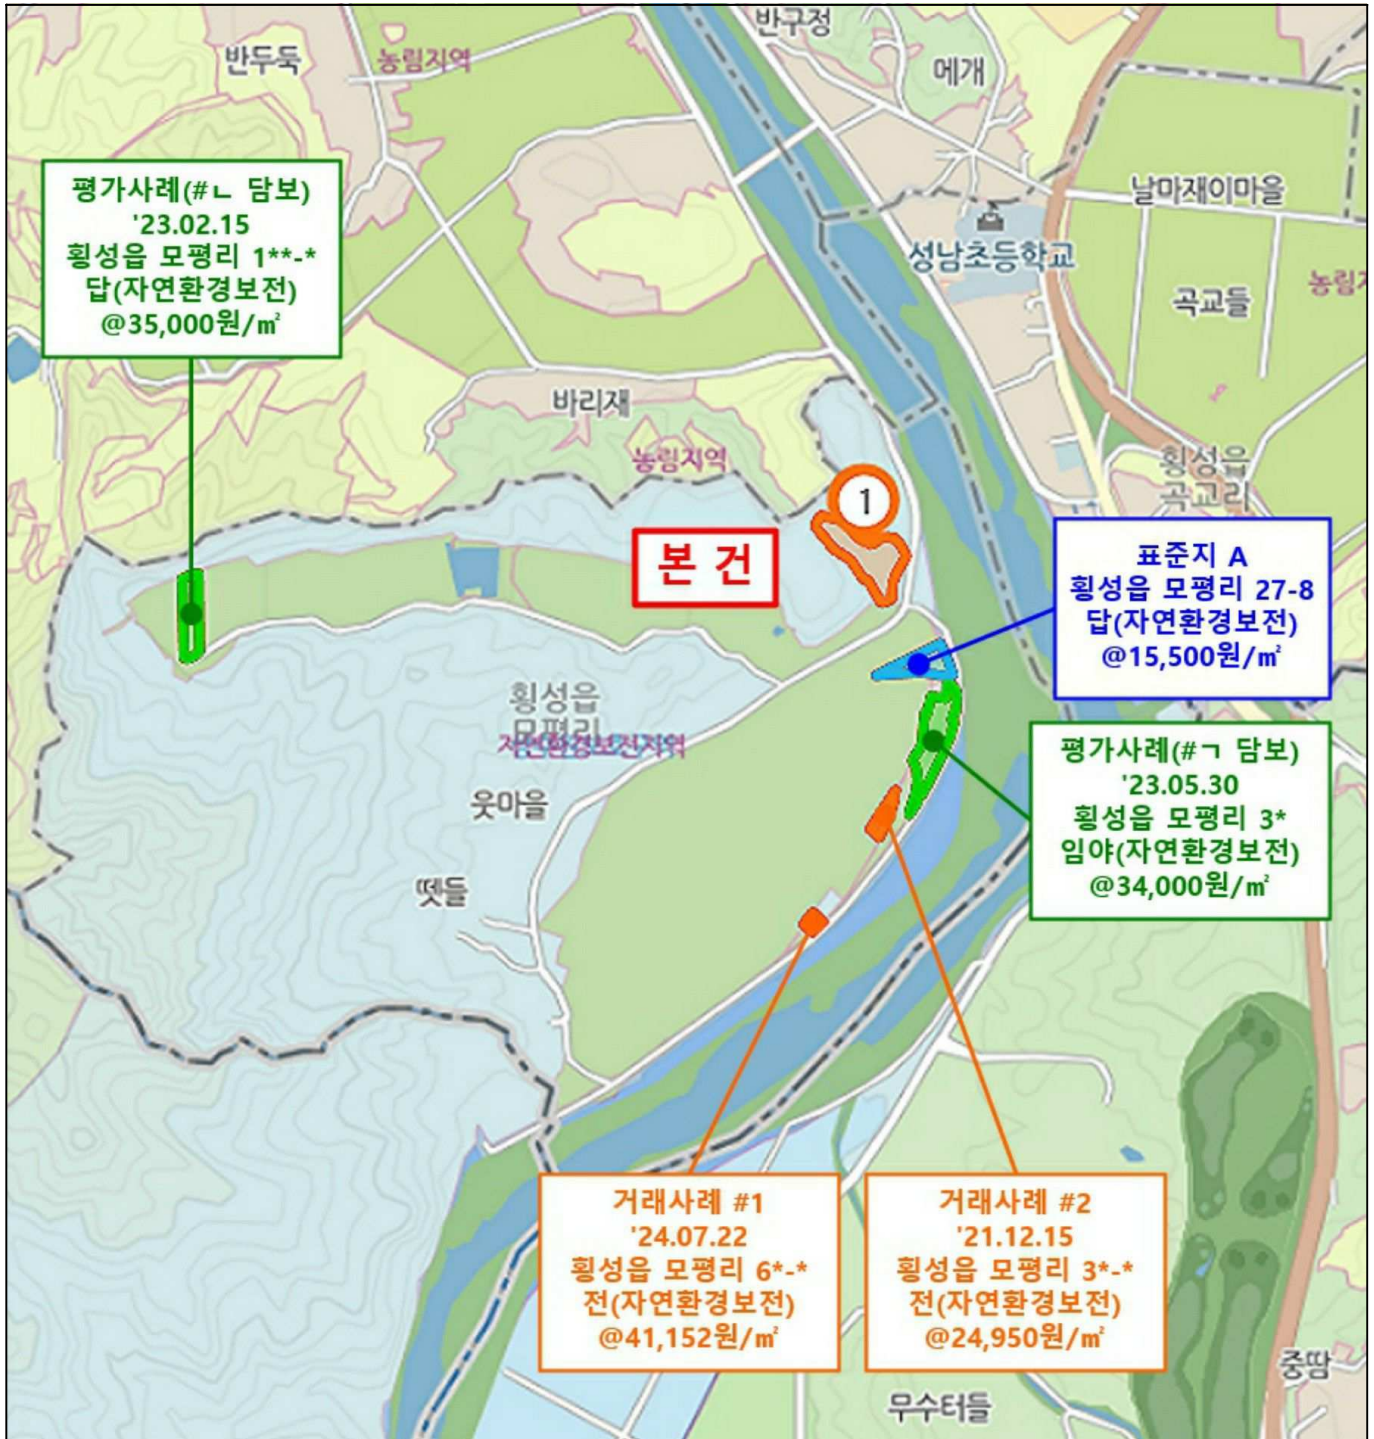 반구정
반두둑
농림지역
에개
평가사례(#ㄴ 담보)
'23.02.15
횡성읍 모평리 1**-*
답(자연환경보전)
@35,000원/㎡
날마재이마을
성남초등학교
곡교들
농림지
바리재
농림지역
횡성읍
곡교리
1
본 건
표준지 A
횡성읍 모평리 27-8
답(자연환경보전)
@15,500원/㎡
횡성읍
모평리
자연환경보전지역
평가사례(#ㄱ 담보)
'23.05.30
횡성읍 모평리 3*
임야(자연환경보전)
@34,000원/㎡
웃마을
뗏들
거래사례 #1
'24.07.22
횡성읍 모평리 6*-*
전(자연환경보전)
@41,152원/㎡
거래사례 #2
'21.12.15
횡성읍 모평리 3*-*
전(자연환경보전)
@24,950원/㎡
중땀
무수터들